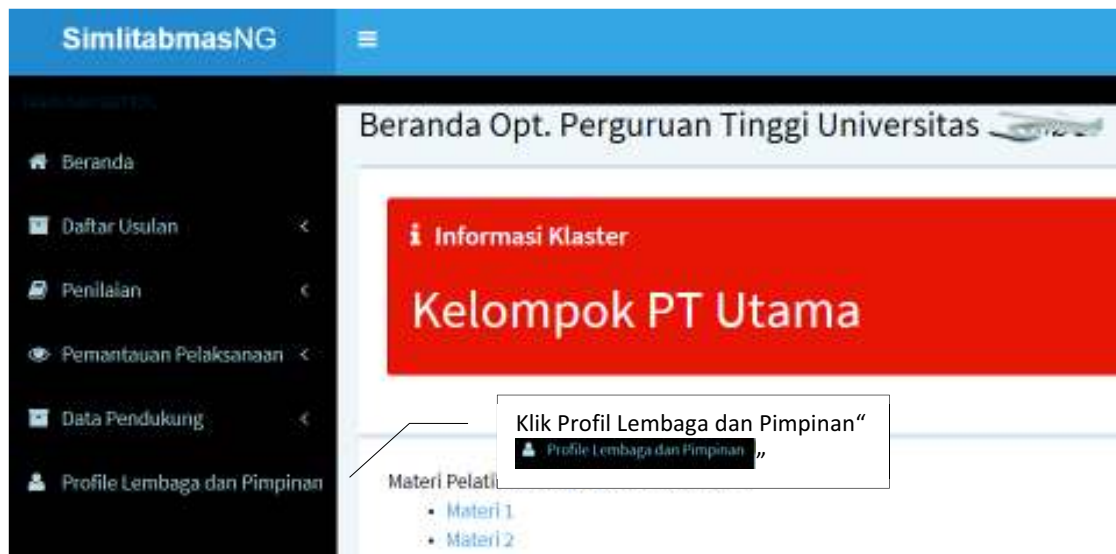 SimlitabmasNG
Beranda Opt. Perguruan Tinggi Universitas
Beranda
Daftar Usulan
Penilaian
Pemantauan Pelaksanaan
Data Pendukung
Profile Lembaga dan Pimpinan
Informasi Klaster
Kelompok PT Utama
Klik Profil Lembaga dan Pimpinan“
Profile Lembaga dan Pimpinan ”
Materi
• Materi 1
• Materi 2